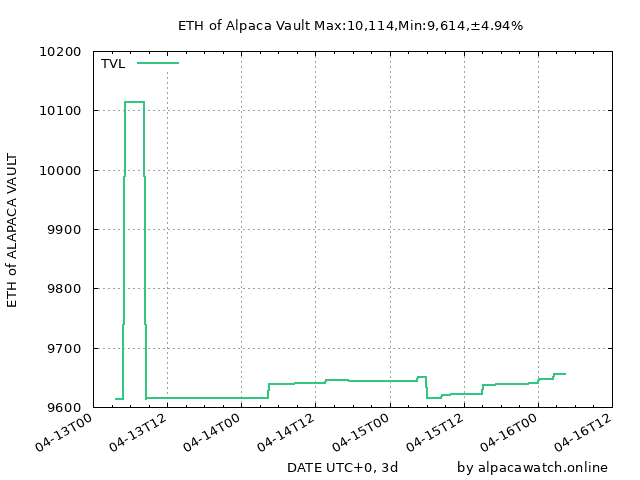 ETH of Alpaca Vault Max:10,114,Min:9,614,±4.94%
10200
TVL
10100
10000
9900
9800
9700
9600
ETH of ALAPACA VAULT
04-13T00
04-13T12
04-14T00
04-14T12
04-15T00
04-15T12
04-16T00
04-16T12
DATE UTC+0, 3d
by alpacawatch.online